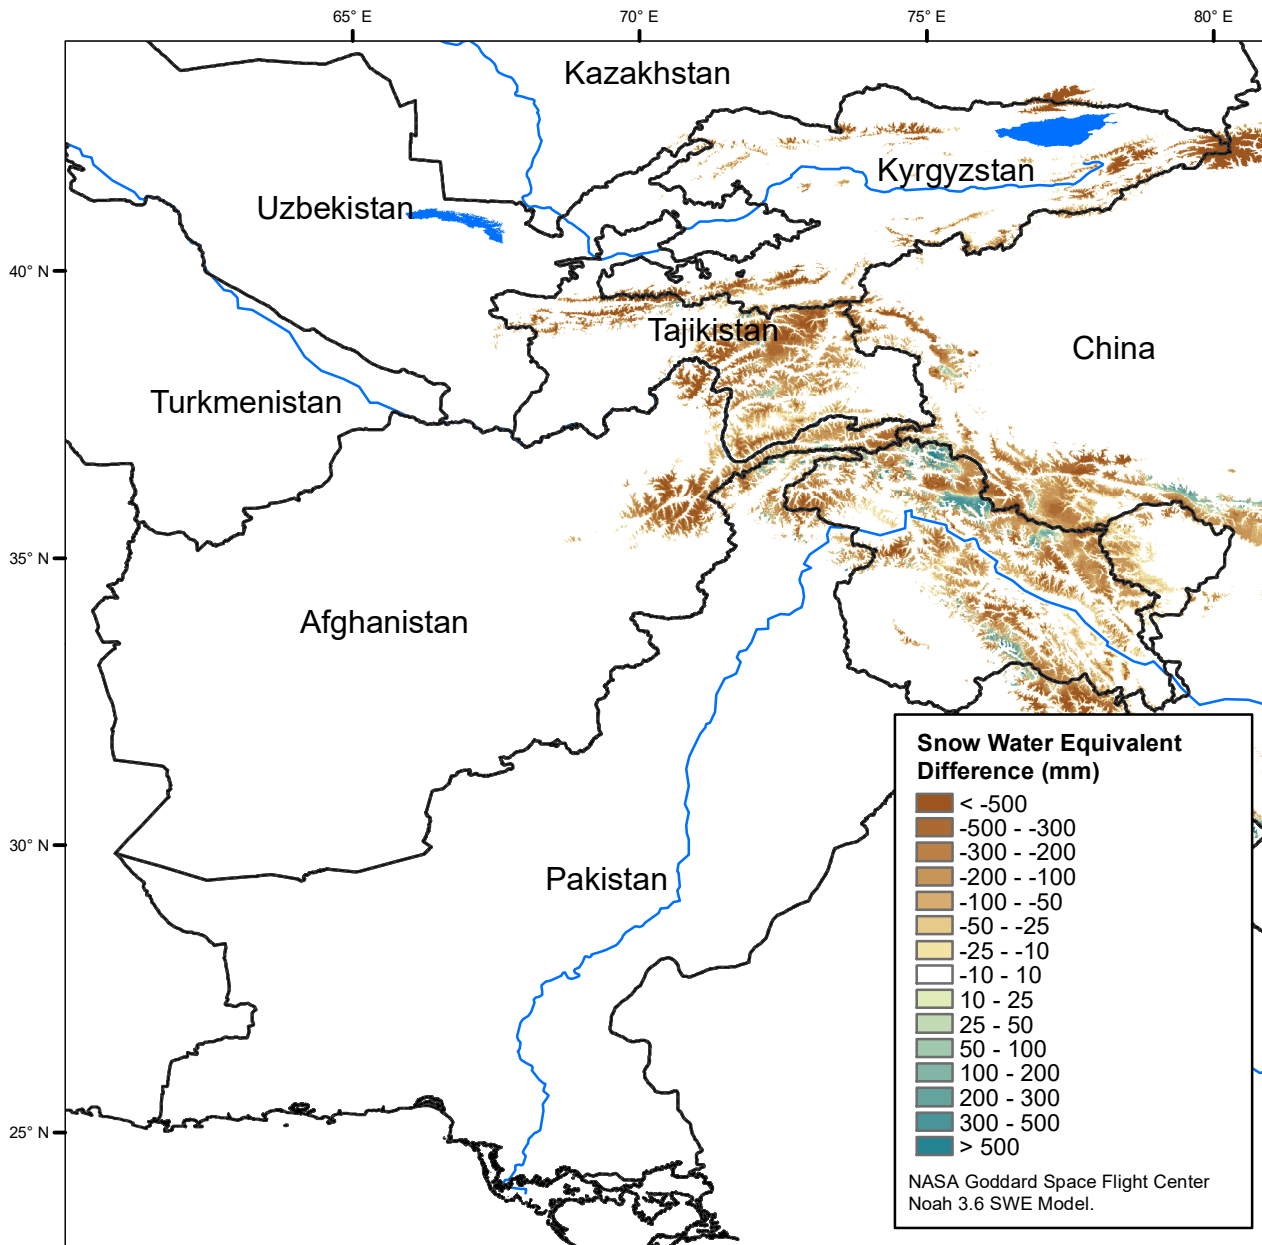 65° E
70° E
75° E
80° E
Kazakhstan
Kyrgyzstan
Uzbekistan
40° N
Tajikistan
China
Turkmenistan
35° N
Afghanistan
30° N
Pakistan
25° N
Snow Water Equivalent
Difference (mm)
< -500
-500 - -300
-300 - -200
-200 - -100
-100 - -50
-50 - -25
-25 - -10
-10 - 10
10 - 25
25 - 50
50 - 100
100 - 200
200 - 300
300 - 500
> 500
NASA Goddard Space Flight Center
Noah 3.6 SWE Model.